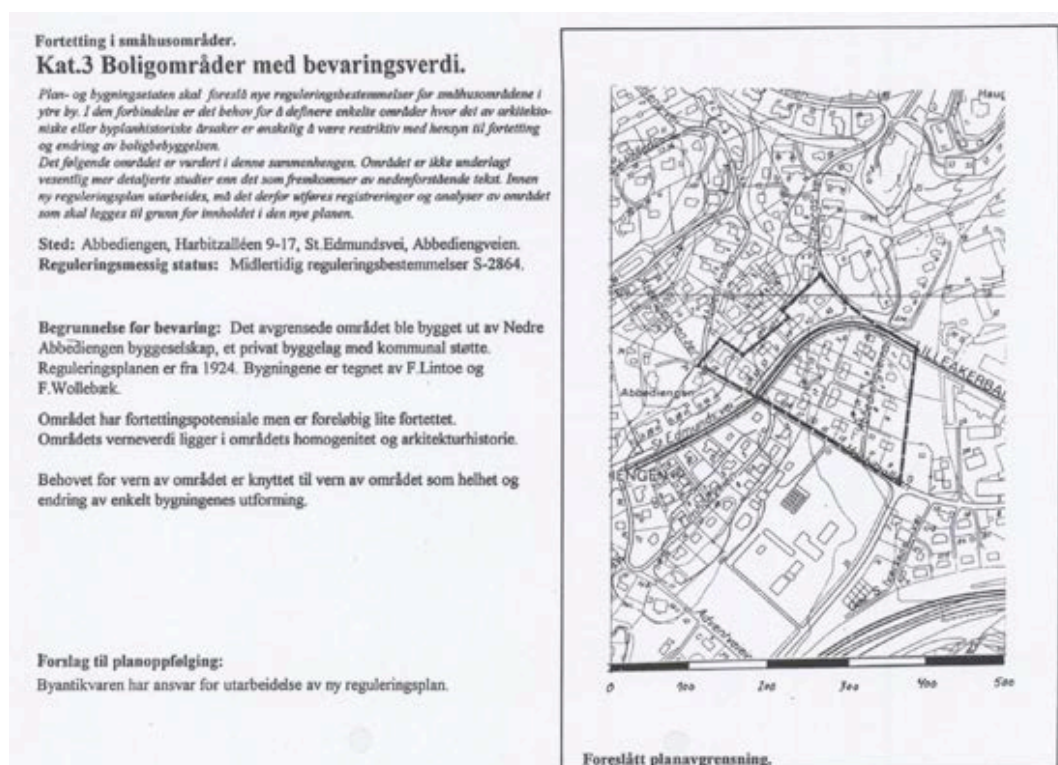 Fortetting i småhusområder.
Kat.3 Boligområder med bevaringsverdi.
Plan- og bygningsetaten skal foreslå nye reguleringsbestemmelser for småhusområdene i
ytre by. I den forbindelse er det behov for å definere enkelte områder hvor det av arkitekto-
niske eller byplanhistoriske årsaker er ønskelig å være restriktiv med hensyn til fortetting
og endring av boligbebyggelsen.
Det følgende området er vurdert i denne sammenhengen. Området er ikke underlagt
vesentlig mer detaljerte studier enn det som fremkommer av nedenforstående tekst. Innen
ny reguleringsplan utarbeides, må det derfor utføres registreringer og analyser av området
som skal legges til grunn for innholdet i den nye planen.
Sted: Abbediengen, Harbitzalléen 9-17, St.Edmundsvei, Abbediengveien.
Reguleringsmessig status: Midlertidig reguleringsbestemmelser S-2864.
Begrunnelse for bevaring: Det avgrensede området ble bygget ut av Nedre
Abbediengen byggeselskap, et privat byggelag med kommunal støtte.
Reguleringsplanen er fra 1924. Bygningene er tegnet av F.Lintoe og
F.Wollebæk.
Området har fortettingspotensiale men er foreløbig lite fortettet.
Områdets verneverdi ligger i områdets homogenitet og arkitekturhistorie.
Behovet for vern av området er knyttet til vern av området som helhet og
endring av enkelt bygningenes utforming.
Forslag til planoppfølging:
Byantikvaren har ansvar for utarbeidelse av ny reguleringsplan.
Haug
Abbediengen
St Edmunds vei
LILLEAKERBA
MENGEN
Adventveien
0 100 200 300 400 500
Foreslått planavgrensning.